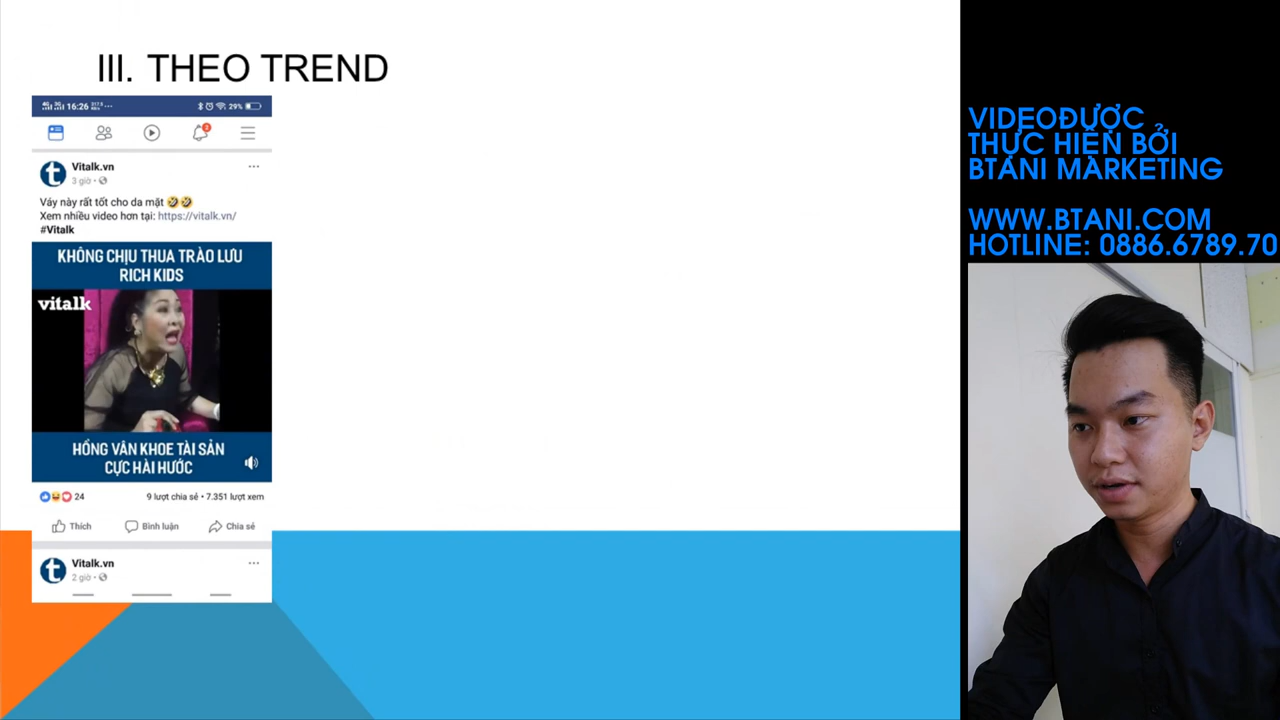 III. THEO TREND
16:26
29%
2
Vitalk.vn
3 giờ
Váy này rất tốt cho da mặt
Xem nhiều video hơn tại: https://vitalk.vn/
#Vitalk
KHÔNG CHỊU THUA TRÀO LƯU
RICH KIDS
vitalk
HỒNG VÂN KHOE TÀI SẢN
CỰC HÀI HƯỚC
24
9 lượt chia sẻ • 7.351 lượt xem
Thích
Bình luận
Chia sẻ
Vitalk.vn
2 giờ
VIDEOĐƯỢC
THỰC HIỆN BỞI
BTANI MARKETING
WWW.BTANI.COM
HOTLINE: 0886.6789.70